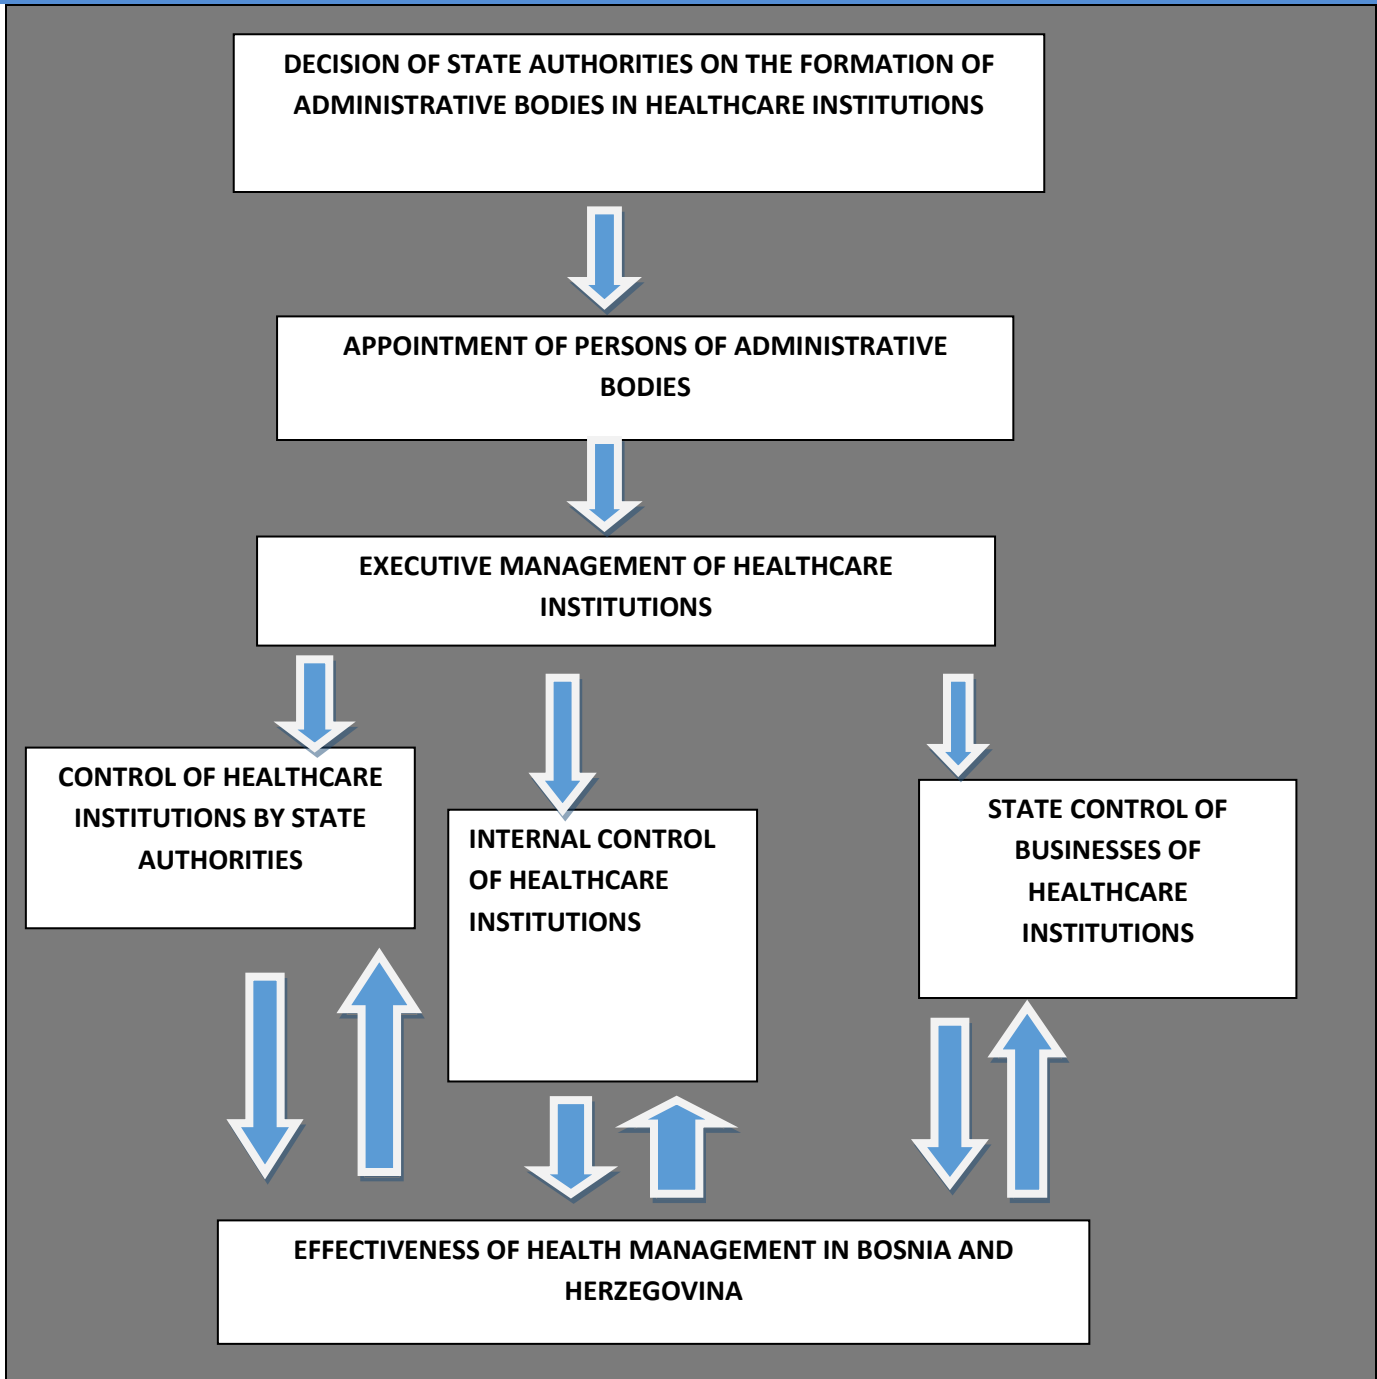 DECISION OF STATE AUTHORITIES ON THE FORMATION OF
ADMINISTRATIVE BODIES IN HEALTHCARE INSTITUTIONS
APPOINTMENT OF PERSONS OF ADMINISTRATIVE
BODIES
EXECUTIVE MANAGEMENT OF HEALTHCARE
INSTITUTIONS
CONTROL OF HEALTHCARE
INSTITUTIONS BY STATE
AUTHORITIES
INTERNAL CONTROL
OF HEALTHCARE
INSTITUTIONS
STATE CONTROL OF
BUSINESSES OF
HEALTHCARE
INSTITUTIONS
EFFECTIVENESS OF HEALTH MANAGEMENT IN BOSNIA AND
HERZEGOVINA